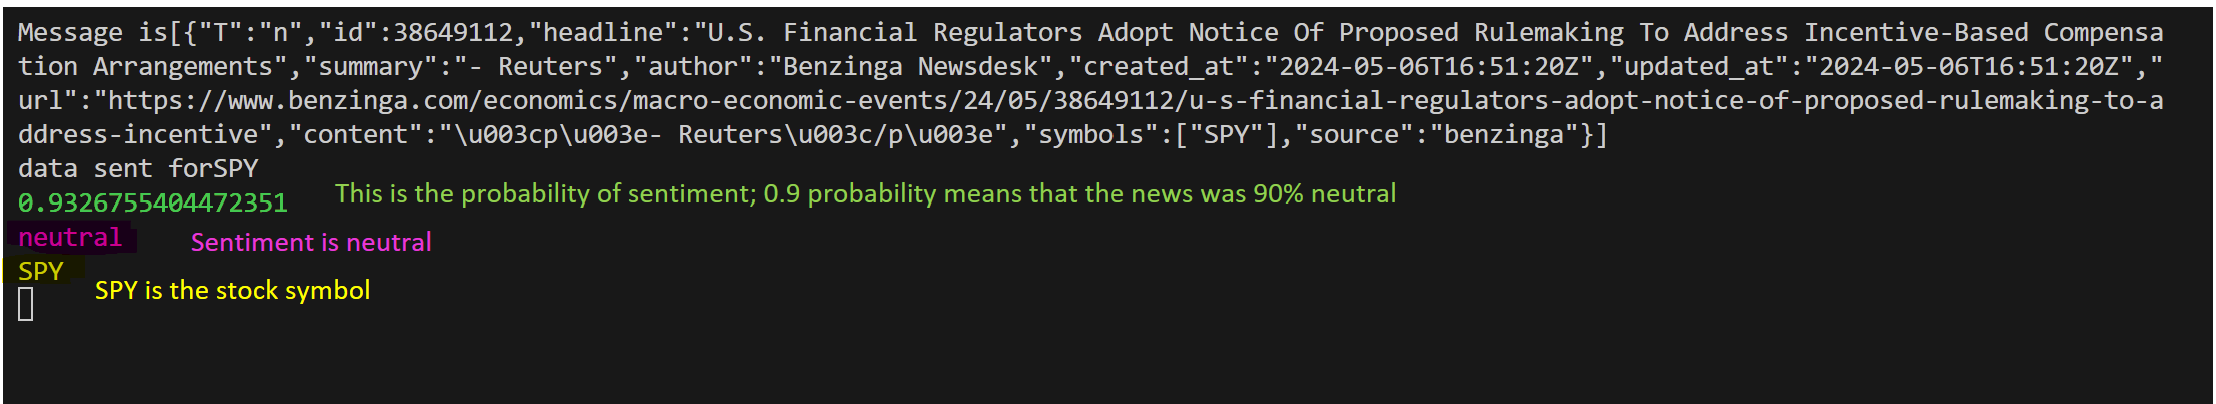 Message is[{"T":"n","id":38649112,"headline":"U.S. Financial Regulators Adopt Notice Of Proposed Rulemaking To Address Incentive-Based Compensa
tion Arrangements","summary":"- Reuters","author":"Benzinga Newsdesk","created_at":"2024-05-06T16:51:20Z","updated_at":"2024-05-06T16:51:20Z","
url":"https://www.benzinga.com/economics/macro-economic-events/24/05/38649112/u-s-financial-regulators-adopt-notice-of-proposed-rulemaking-to-a
ddress-incentive","content":"\u003cp\u003e- Reuters\u003c/p\u003e","symbols":["SPY"],"source":"benzinga"}]
data sent forSPY
0.9326755404472351
This is the probability of sentiment; 0.9 probability means that the news was 90% neutral
neutral
Sentiment is neutral
SPY
SPY is the stock symbol